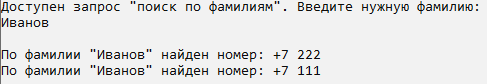 Доступен запрос "поиск по фамилиям". Введите нужную фамилию:
Иванов
По фамилии "Иванов" найден номер: +7 222
По фамилии "Иванов" найден номер: +7 111